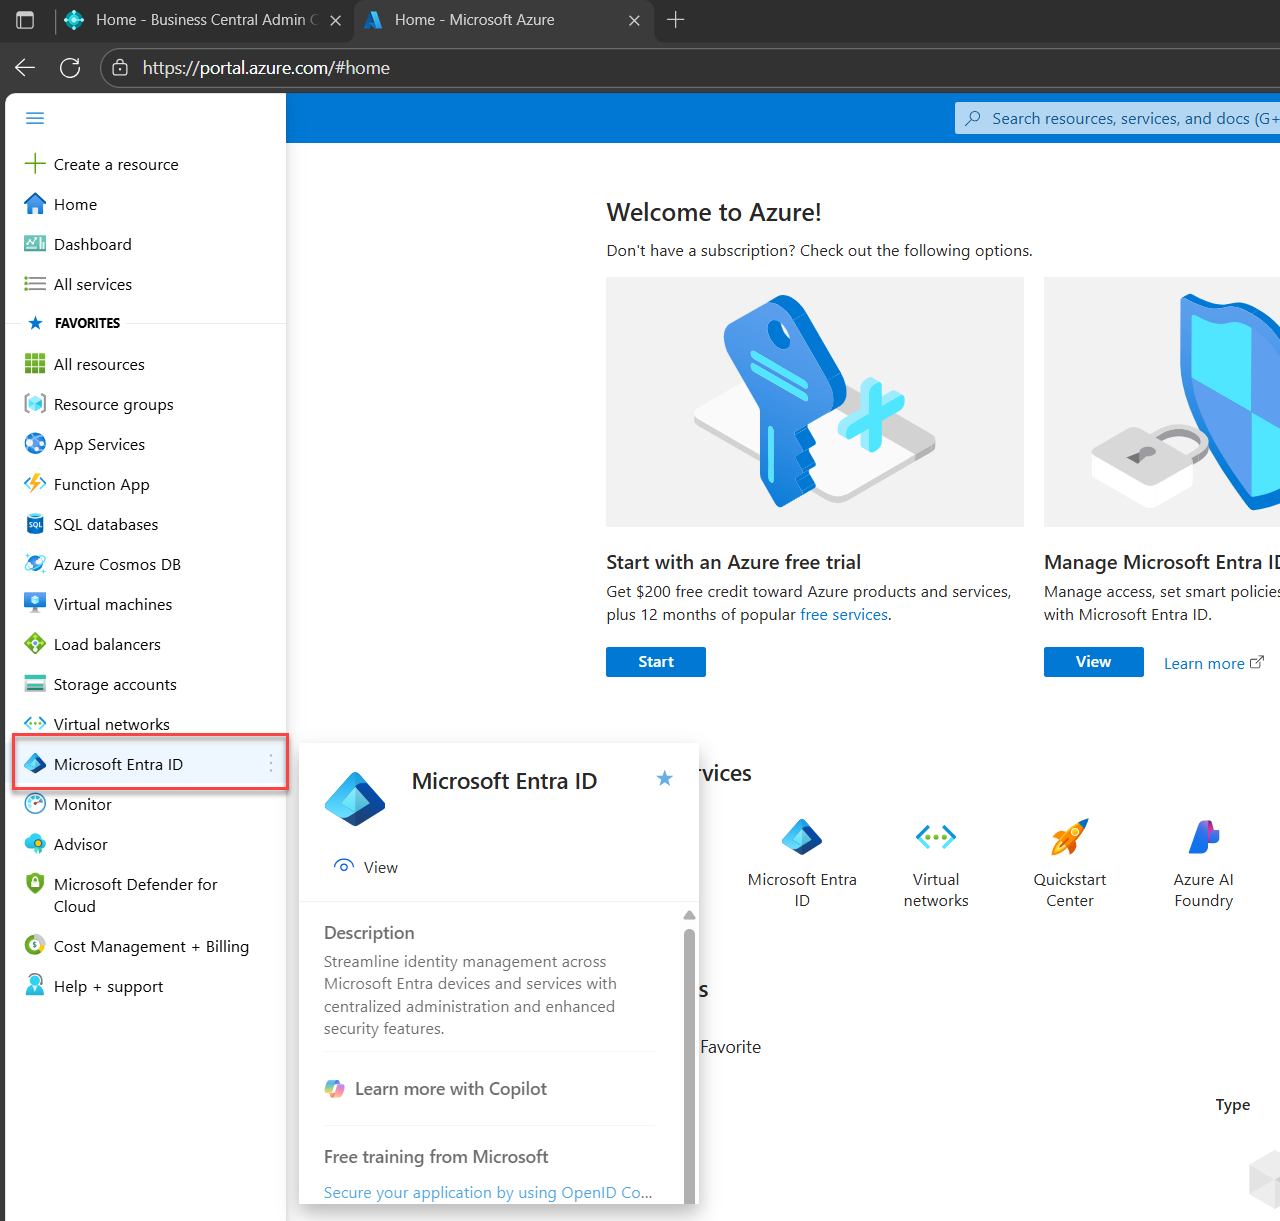 Home - Business Central Admin C
Home - Microsoft Azure
https://portal.azure.com/#home
Search resources, services, and docs (G+
Create a resource
Home
Dashboard
All services
FAVORITES
All resources
Resource groups
App Services
Function App
SQL databases
Azure Cosmos DB
Virtual machines
Load balancers
Storage accounts
Virtual networks
Microsoft Entra ID
Monitor
Advisor
Microsoft Defender for
Cloud
Cost Management + Billing
Help + support
Welcome to Azure!
Don't have a subscription? Check out the following options.
Start with an Azure free trial
Get $200 free credit toward Azure products and services,
plus 12 months of popular free services.
Start
Manage Microsoft Entra ID
Manage access, set smart policies
with Microsoft Entra ID.
View
Learn more
Microsoft Entra ID
View
Description
Streamline identity management across
Microsoft Entra devices and services with
centralized administration and enhanced
security features.
Learn more with Copilot
Free training from Microsoft
Secure your application by using OpenID Co...
rvices
Microsoft Entra
ID
Virtual
networks
Quickstart
Center
Azure AI
Foundry
s
Favorite
Type
SQL